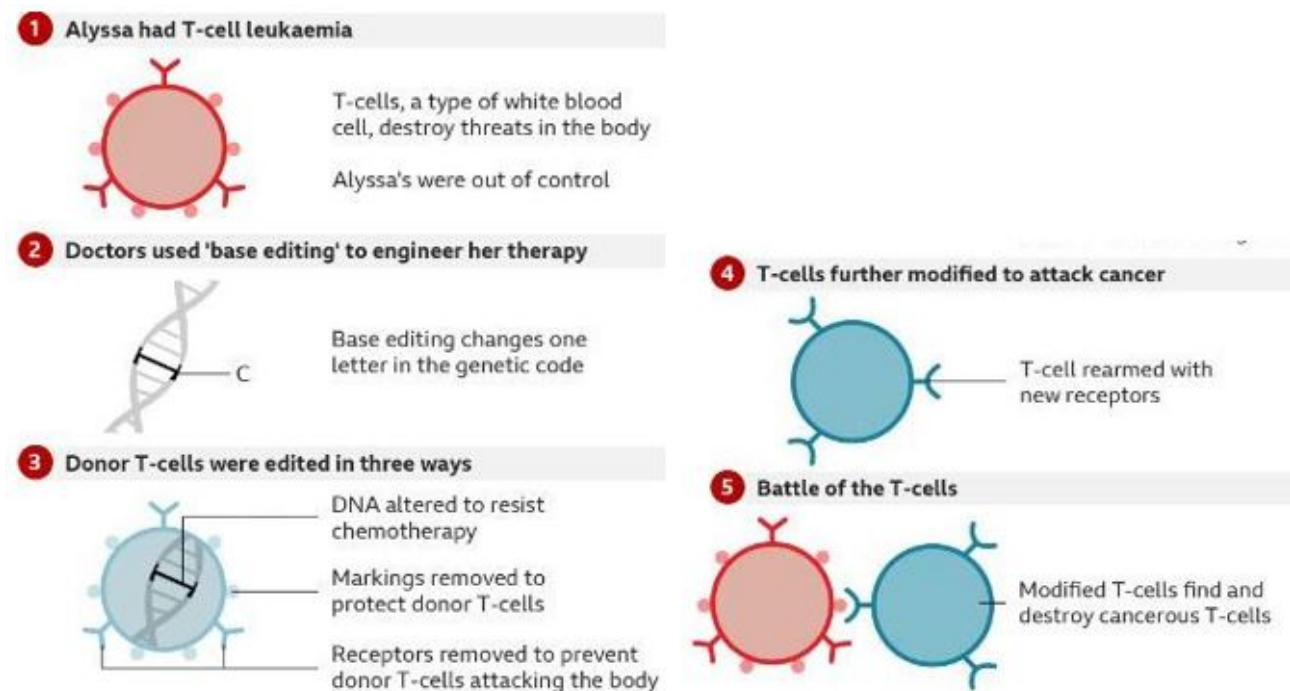 1 Alyssa had T-cell leukaemia
T-cells, a type of white blood
cell, destroy threats in the body
Alyssa's were out of control
2 Doctors used 'base editing' to engineer her therapy
Base editing changes one
letter in the genetic code
C
3 Donor T-cells were edited in three ways
DNA altered to resist
chemotherapy
Markings removed to
protect donor T-cells
Receptors removed to prevent
donor T-cells attacking the body
4 T-cells further modified to attack cancer
T-cell rearmed with
new receptors
5 Battle of the T-cells
Modified T-cells find and
destroy cancerous T-cells